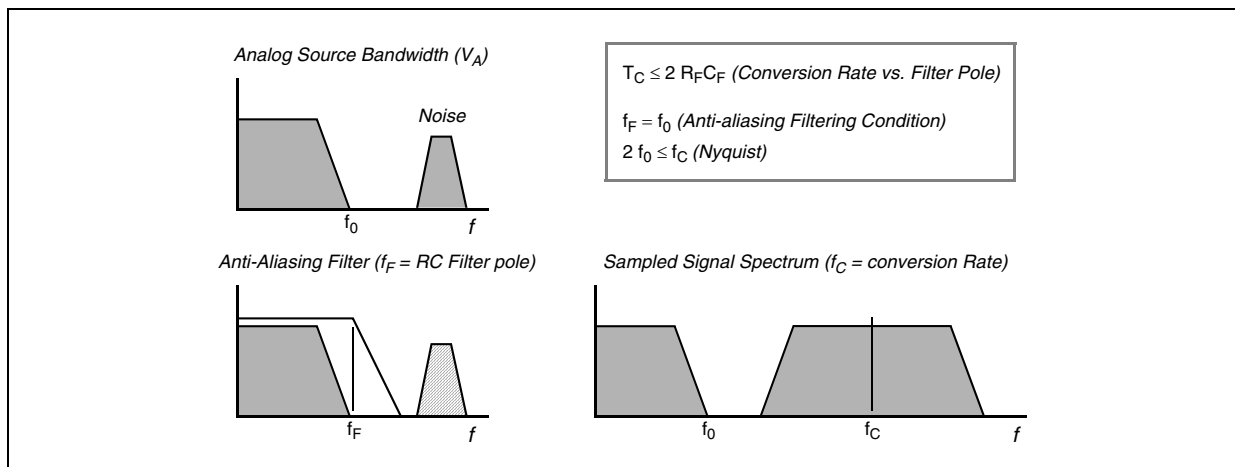 Analog Source Bandwidth (V_A)
Noise
f_0
f
T_C ≤ 2 R_FC_F (Conversion Rate vs. Filter Pole)
f_F = f_0 (Anti-aliasing Filtering Condition)
2 f_0 ≤ f_C (Nyquist)
Anti-Aliasing Filter (f_F = RC Filter pole)
f_F
f
Sampled Signal Spectrum (f_C = conversion Rate)
f_0
f_C
f